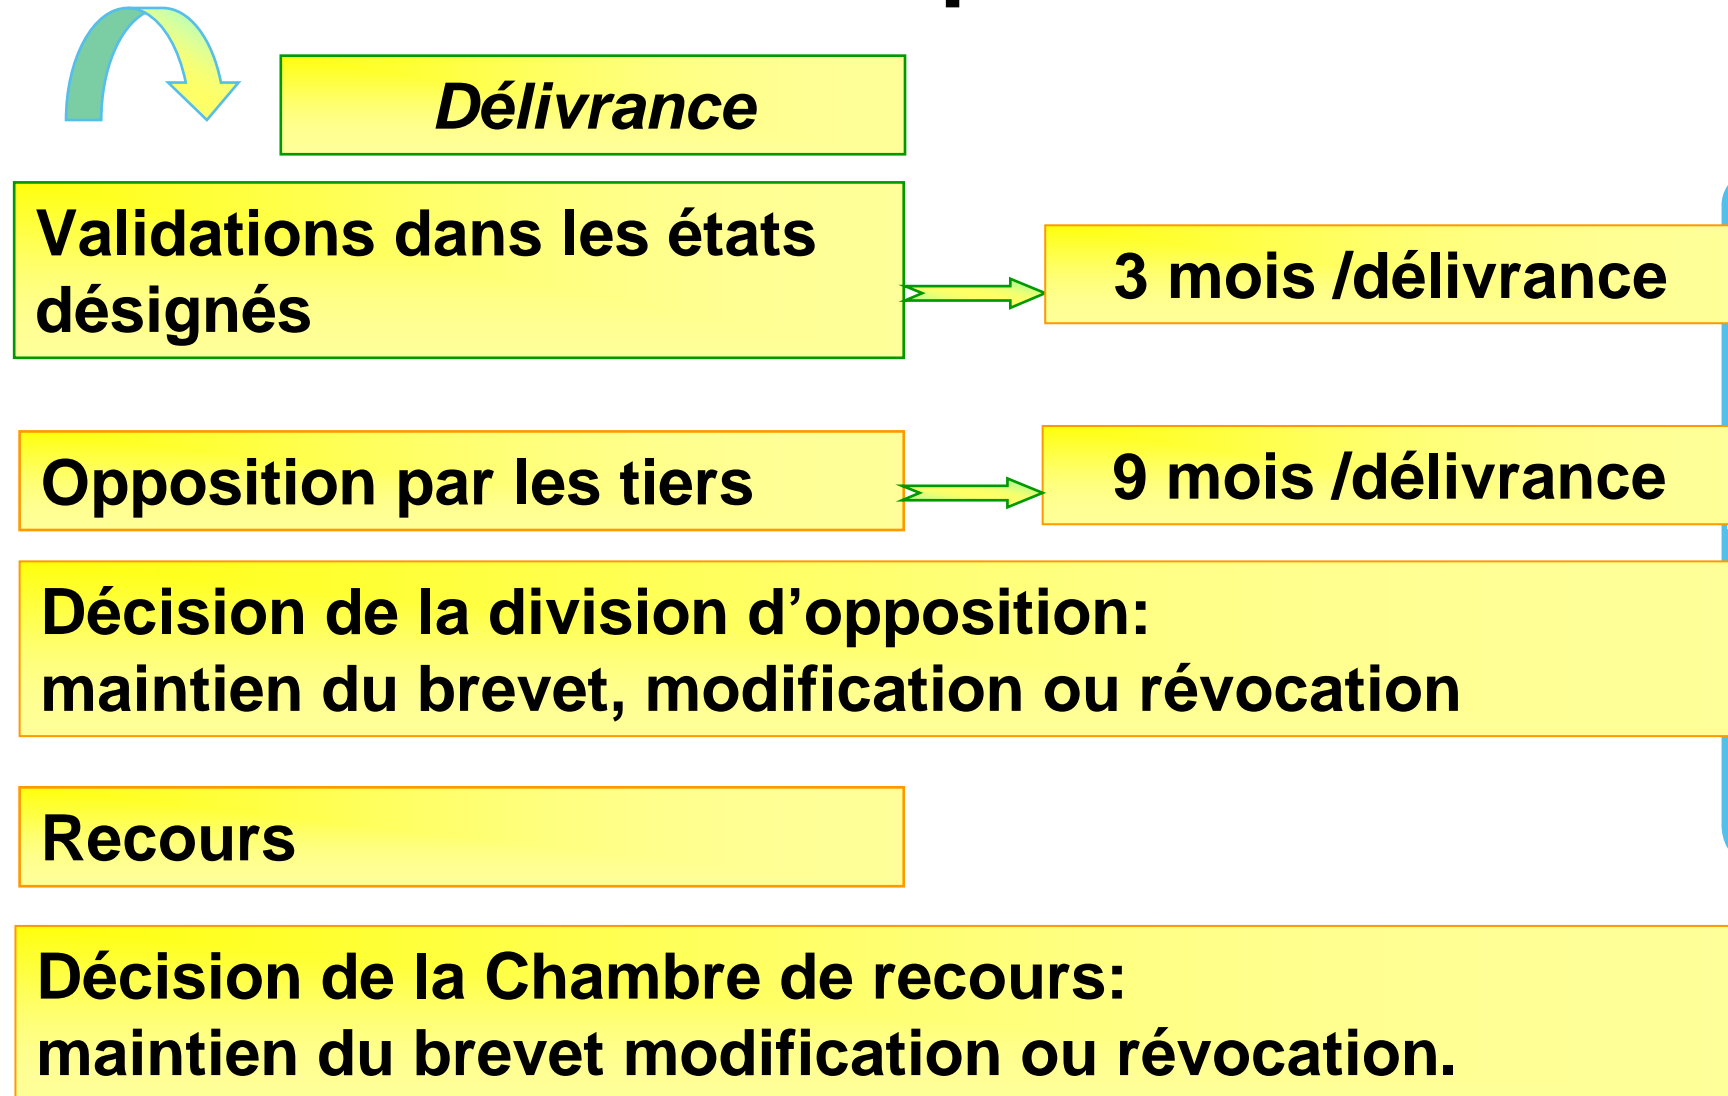 Délivrance
Validations dans les états
désignés
3 mois /délivrance
Opposition par les tiers
9 mois /délivrance
Décision de la division d’opposition:
maintien du brevet, modification ou révocation
Recours
Décision de la Chambre de recours:
maintien du brevet modification ou révocation.